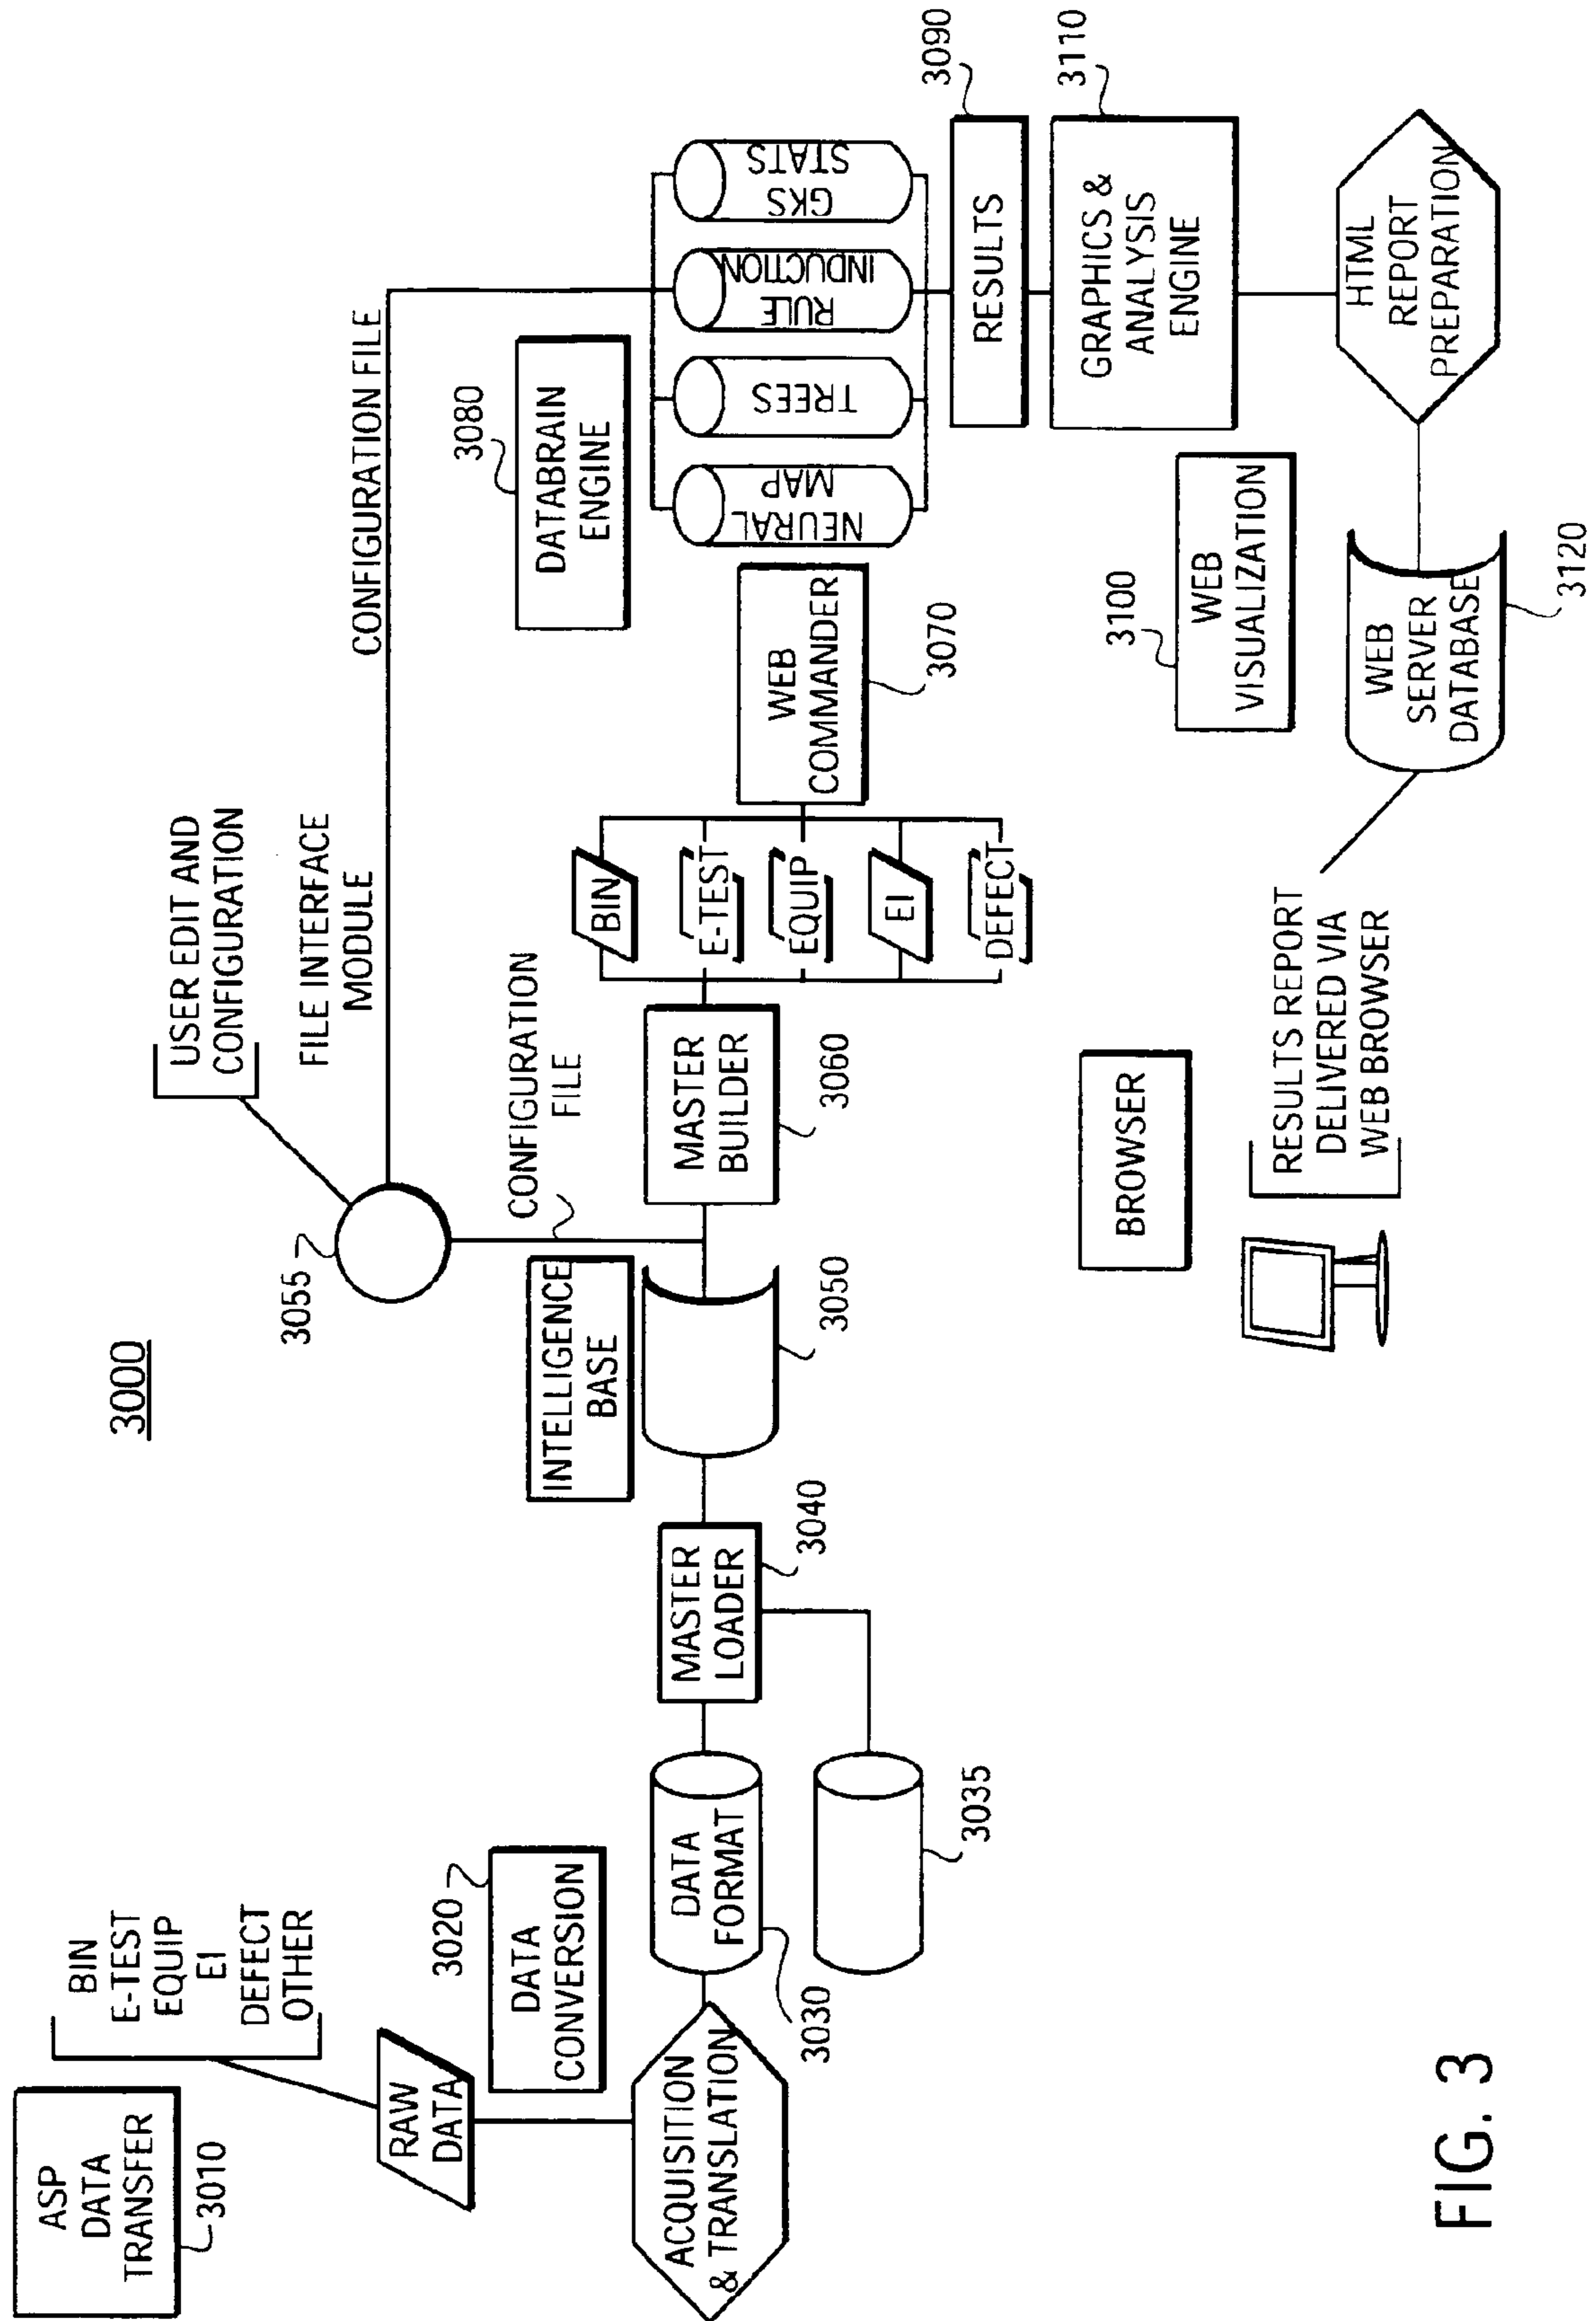 3000
ASP
DATA
TRANSFER
3010
BIN
E-TEST
EQUIP
EI
DEFECT
OTHER
RAW
DATA
3020
DATA
CONVERSION
ACQUISITION
& TRANSLATION
DATA
FORMAT
3030
3035
MASTER
LOADER
3040
INTELLIGENCE
BASE
3050
3055
USER EDIT AND
CONFIGURATION
FILE INTERFACE
MODULE
CONFIGURATION FILE
CONFIGURATION
FILE
MASTER
BUILDER
3060
BIN
E-TEST
EQUIP
EI
DEFECT
WEB
COMMANDER
3070
3080
DATABRAIN
ENGINE
NEURAL
MAP
TREES
RULE
INDUCTION
GKS
STATS
RESULTS
3090
GRAPHICS &
ANALYSIS
ENGINE
3110
HTML
REPORT
PREPARATION
3100
WEB
VISUALIZATION
WEB
SERVER
DATABASE
3120
BROWSER
RESULTS REPORT
DELIVERED VIA
WEB BROWSER
FIG. 3